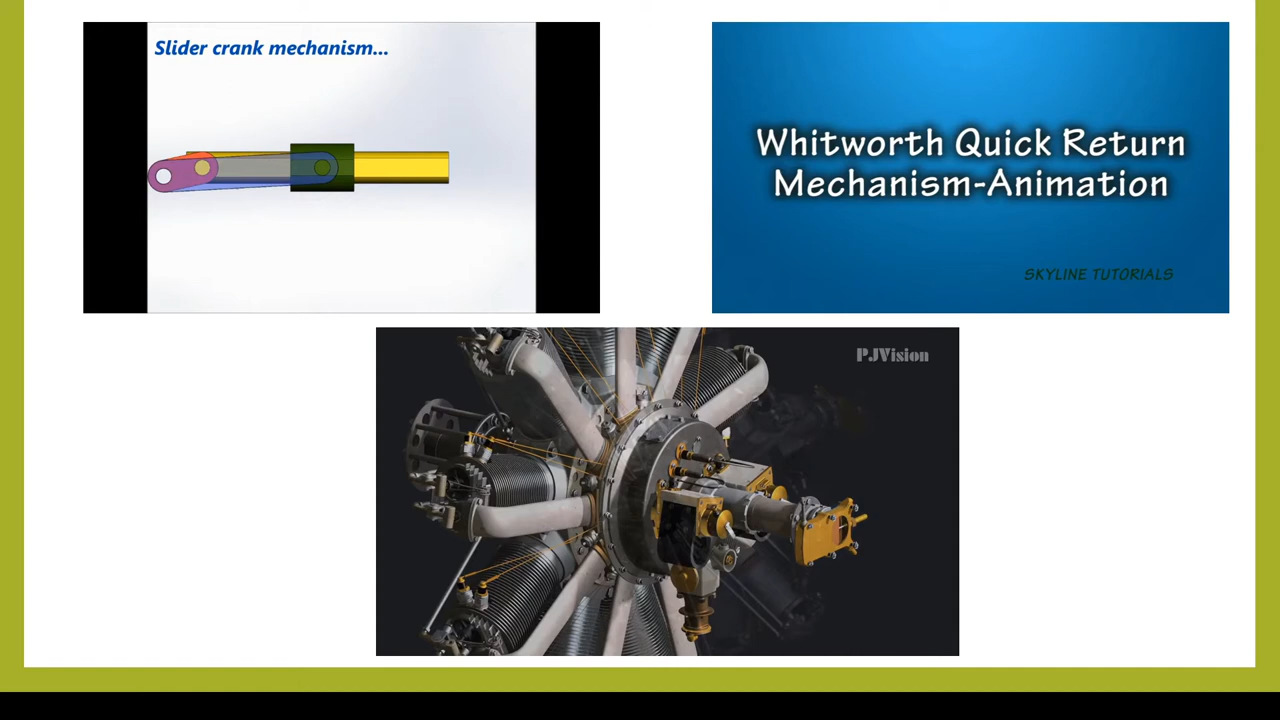 Slider crank mechanism...
Whitworth Quick Return
Mechanism-Animation
SKYLINE TUTORIALS
PJVision